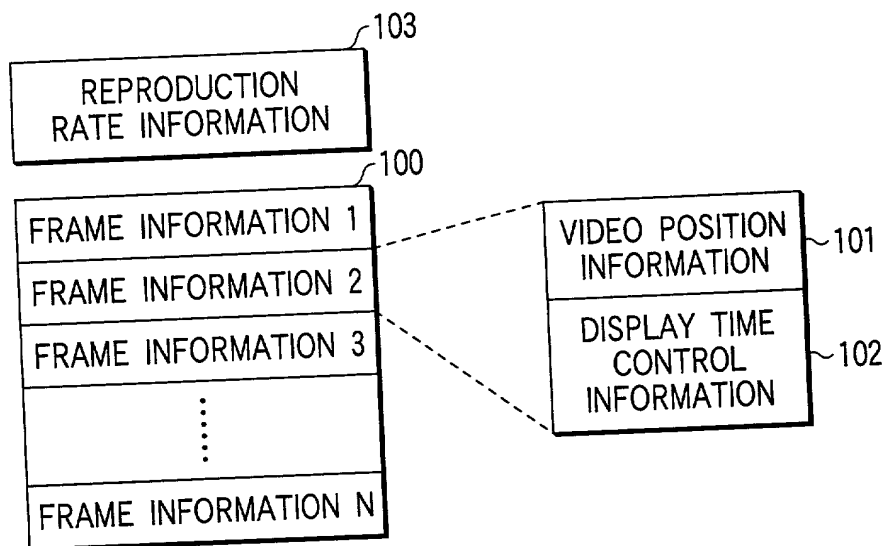 103
REPRODUCTION
RATE INFORMATION
100
FRAME INFORMATION 1
FRAME INFORMATION 2
FRAME INFORMATION 3
FRAME INFORMATION N
VIDEO POSITION
INFORMATION
101
DISPLAY TIME
CONTROL
INFORMATION
102